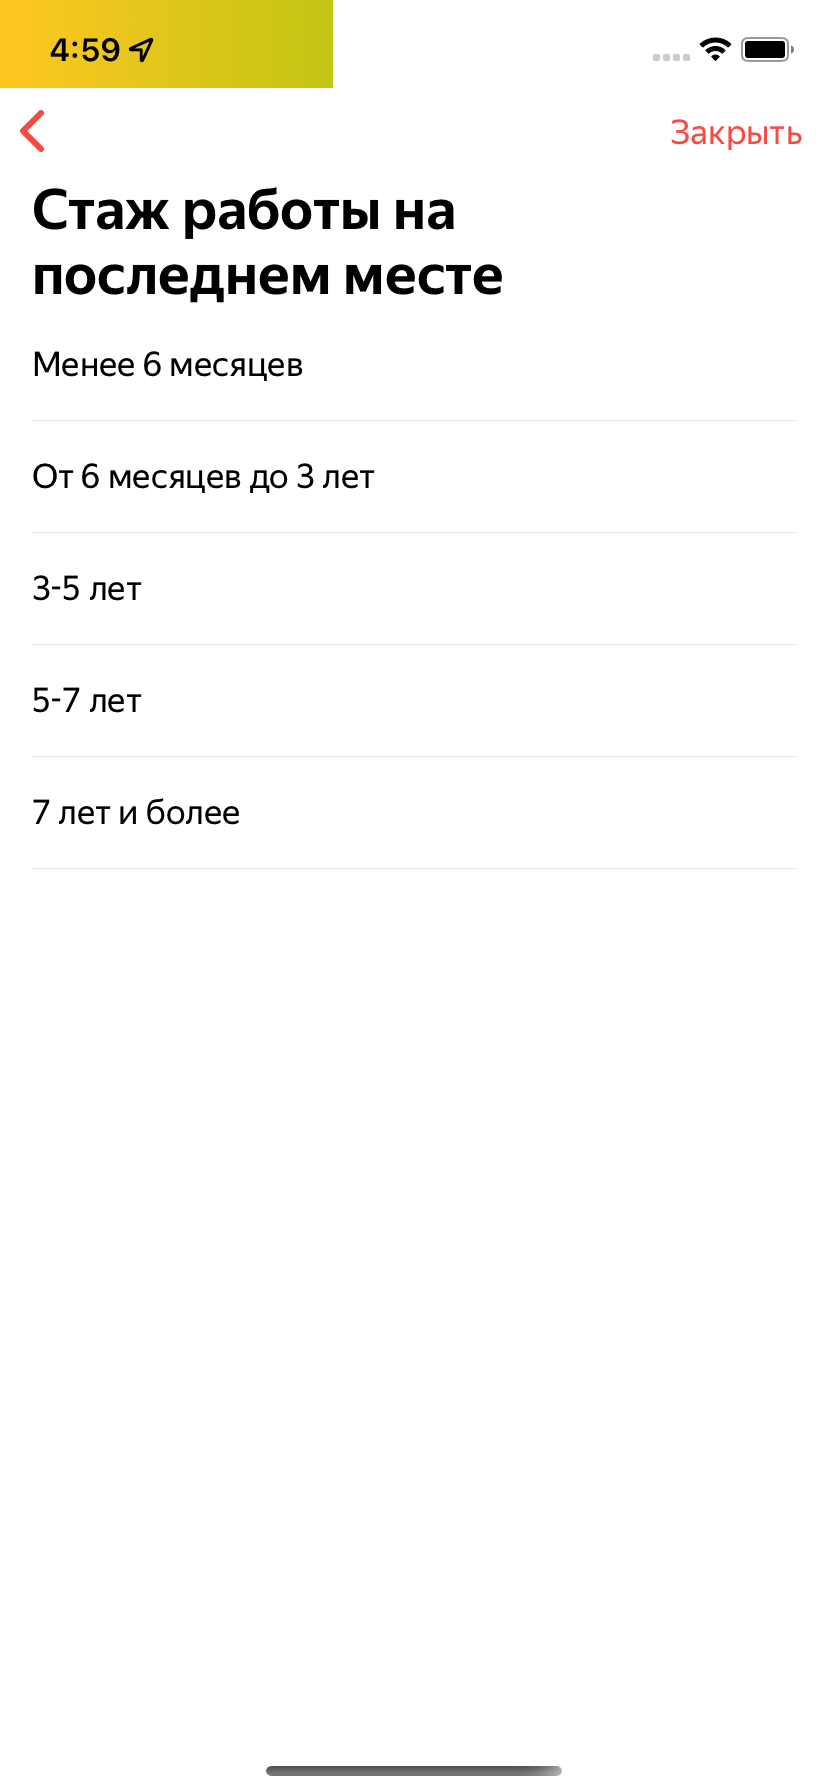 4:59
Закрыть
Стаж работы на
последнем месте
Менее 6 месяцев
От 6 месяцев до 3 лет
3-5 лет
5-7 лет
7 лет и более